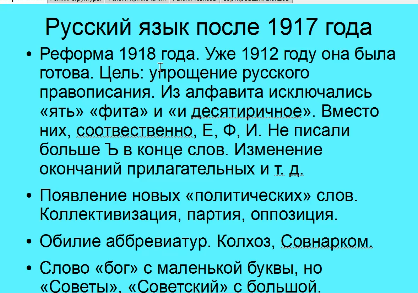 Русский язык после 1917 года
• Реформа 1918 года. Уже 1912 году она была
готова. Цель: упрощение русского
правописания. Из алфавита исключались
«ять» «фита» и «и десятиричное». Вместо
них, соотвественно, Е, Ф, И. Не писали
больше Ъ в конце слов. Изменение
окончаний прилагательных и т. д.
• Появление новых «политических» слов.
Коллективизация, партия, оппозиция.
• Обилие аббревиатур. Колхоз, Совнарком.
• Слово «бог» с маленькой буквы, но
«Советы», «Советский» с большой.